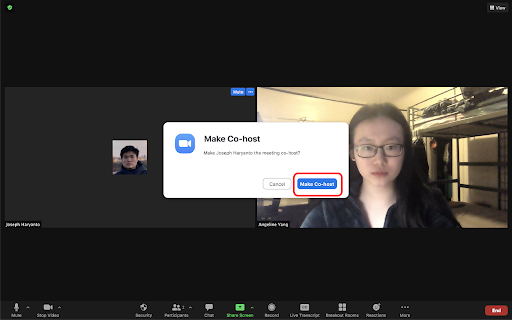 View
Mute
Make Co-host
Make Joseph Haryanto the meeting co-host?
Cancel
Make Co-host
Joseph Haryanto
Angeline Yang
Mute
Stop Video
Security
Participants
2
Chat
Share Screen
Record
Live Transcript
Breakout Rooms
Reactions
More
End